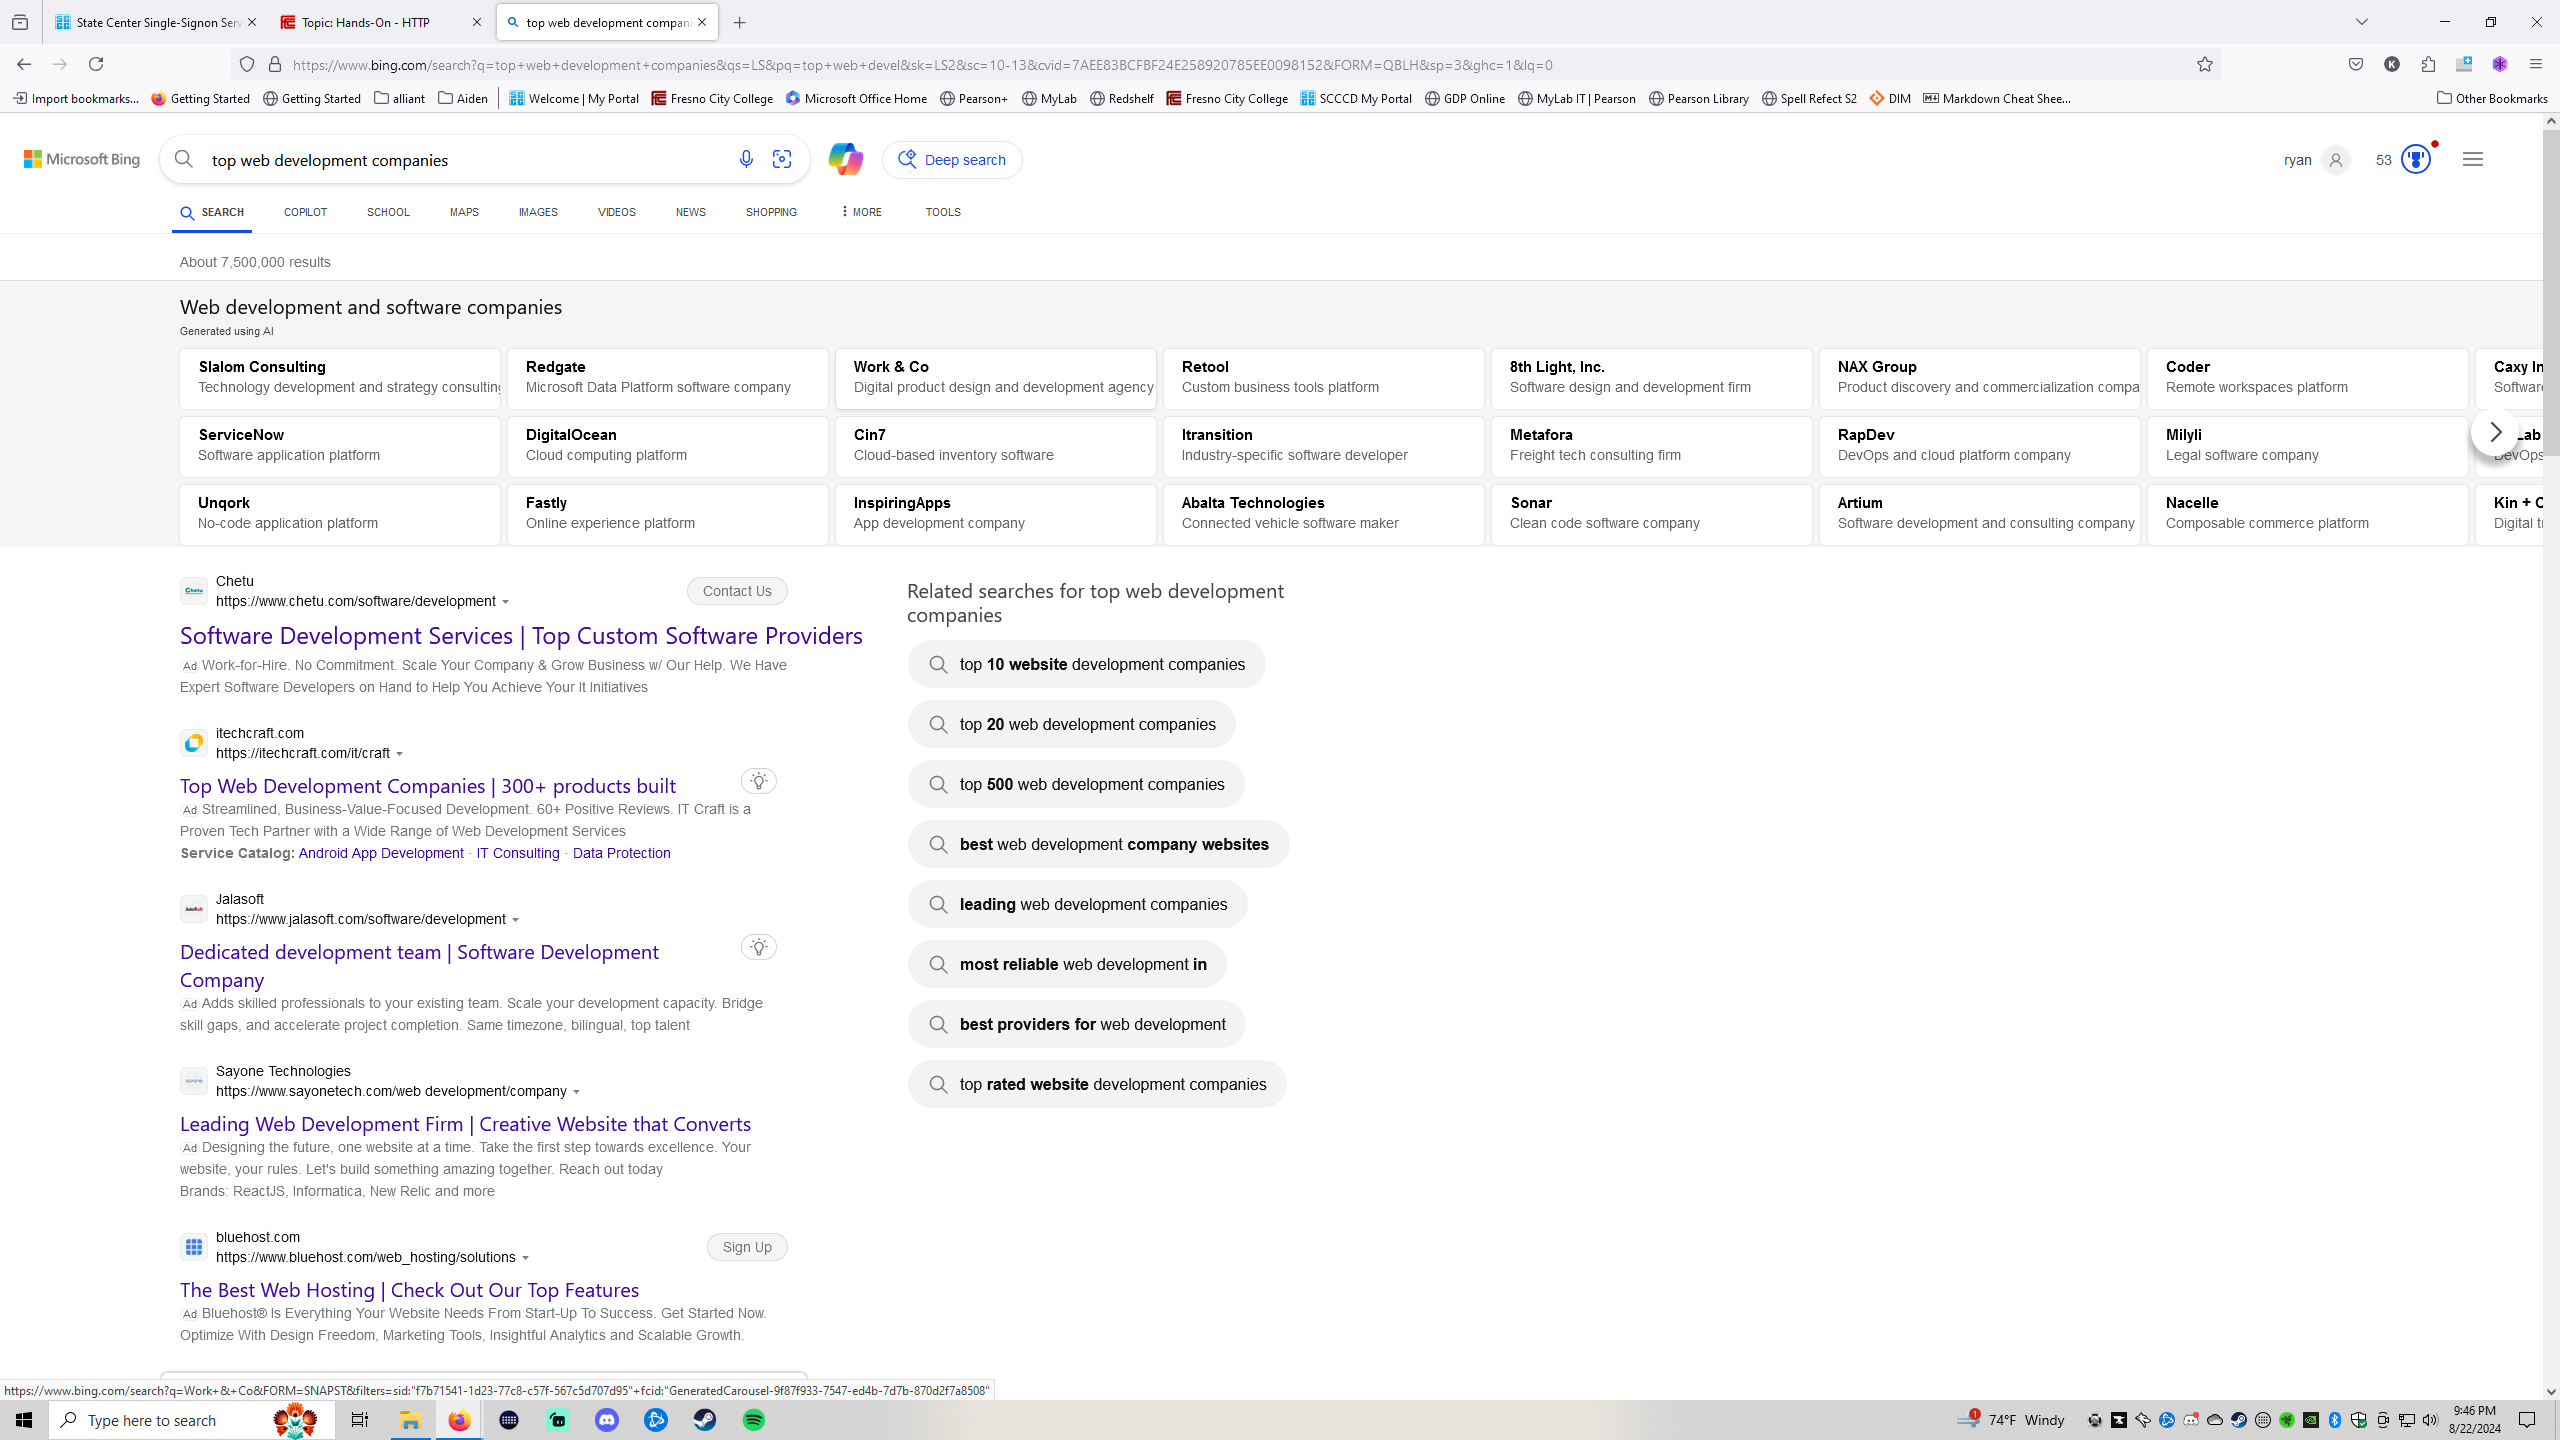 State Center Single-Signon Serv
Topic: Hands-On - HTTP
top web development compani
https://www.bing.com/search?q=top+web+development+companies&qs=LS&pq=top+web+devel&sk=LS2&sc=10-13&cvid=7AEE83BCFBF24E258920785EE0098152&FORM=QBLH&sp=3&ghc=1&lq=0
K
Import bookmarks...
Getting Started
Getting Started
alliant
Aiden
Welcome | My Portal
Fresno City College
Microsoft Office Home
Pearson+
MyLab
Redshelf
Fresno City College
SCCCD My Portal
GDP Online
MyLab IT | Pearson
Pearson Library
Spell Refect S2
DIM
Markdown Cheat Shee...
Other Bookmarks
Microsoft Bing
top web development companies
Deep search
ryan
53
SEARCH
COPILOT
SCHOOL
MAPS
IMAGES
VIDEOS
NEWS
SHOPPING
MORE
TOOLS
About 7,500,000 results
Web development and software companies
Generated using AI
Slalom Consulting
Technology development and strategy consulting
Redgate
Microsoft Data Platform software company
Work & Co
Digital product design and development agency
Retool
Custom business tools platform
8th Light, Inc.
Software design and development firm
NAX Group
Product discovery and commercialization compa
Coder
Remote workspaces platform
Caxy In
Software
ServiceNow
Software application platform
DigitalOcean
Cloud computing platform
Cin7
Cloud-based inventory software
Itransition
Industry-specific software developer
Metafora
Freight tech consulting firm
RapDev
DevOps and cloud platform company
Milyli
Legal software company
Lab
DevOps
Unqork
No-code application platform
Fastly
Online experience platform
InspiringApps
App development company
Abalta Technologies
Connected vehicle software maker
Sonar
Clean code software company
Artium
Software development and consulting company
Nacelle
Composable commerce platform
Kin + C
Digital t
Chetu
https://www.chetu.com/software/development
Contact Us
Software Development Services | Top Custom Software Providers
Ad Work-for-Hire. No Commitment. Scale Your Company & Grow Business w/ Our Help. We Have
Expert Software Developers on Hand to Help You Achieve Your It Initiatives
itechcraft.com
https://itechcraft.com/it/craft
Top Web Development Companies | 300+ products built
Ad Streamlined, Business-Value-Focused Development. 60+ Positive Reviews. IT Craft is a
Proven Tech Partner with a Wide Range of Web Development Services
Service Catalog: Android App Development · IT Consulting · Data Protection
Jalasoft
https://www.jalasoft.com/software/development
Dedicated development team | Software Development
Company
Ad Adds skilled professionals to your existing team. Scale your development capacity. Bridge
skill gaps, and accelerate project completion. Same timezone, bilingual, top talent
Sayone Technologies
https://www.sayonetech.com/web development/company
Leading Web Development Firm | Creative Website that Converts
Ad Designing the future, one website at a time. Take the first step towards excellence. Your
website, your rules. Let's build something amazing together. Reach out today
Brands: ReactJS, Informatica, New Relic and more
bluehost.com
https://www.bluehost.com/web_hosting/solutions
Sign Up
The Best Web Hosting | Check Out Our Top Features
Ad Bluehost® Is Everything Your Website Needs From Start-Up To Success. Get Started Now.
Optimize With Design Freedom, Marketing Tools, Insightful Analytics and Scalable Growth.
Related searches for top web development
companies
top 10 website development companies
top 20 web development companies
top 500 web development companies
best web development company websites
leading web development companies
most reliable web development in
best providers for web development
top rated website development companies
https://www.bing.com/search?q=Work+&+Co&FORM=SNAPST&filters=sid:"f7b71541-1d23-77c8-c57f-567c5d707d95"+fcid:"GeneratedCarousel-9f87f933-7547-ed4b-7d7b-870d2f7a8508"
Type here to search
1
74°F Windy
9:46 PM
8/22/2024